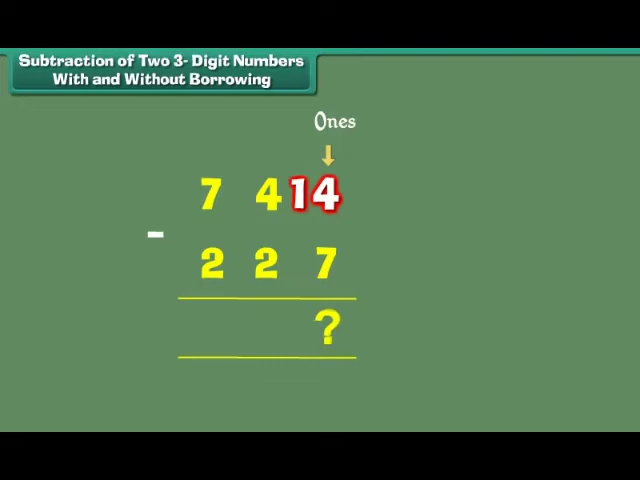 Subtraction of Two 3- Digit Numbers
With and Without Borrowing
Ones
↓
7 4 14
- 2 2 7
?